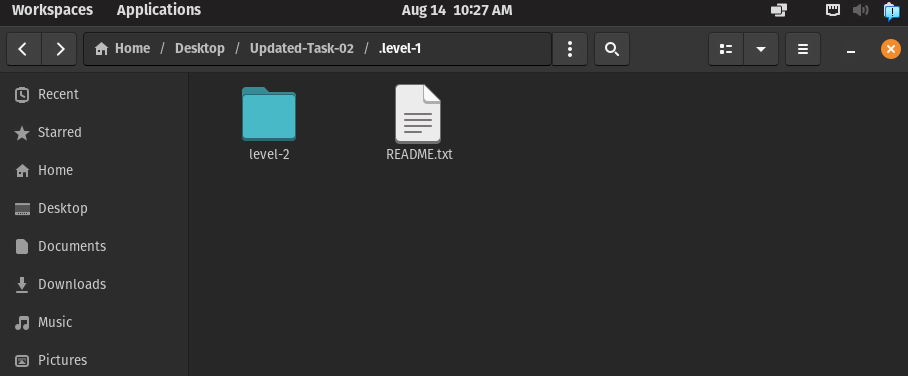 Workspaces Applications Aug 14 10:27 AM
Home / Desktop / Updated-Task-02 / .level-1
Recent
Starred
Home
Desktop
Documents
Downloads
Music
Pictures
level-2 README.txt